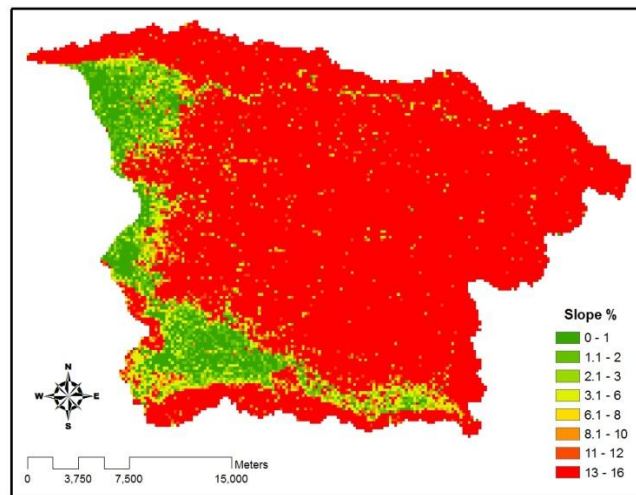 Slope %
0 - 1
1.1 - 2
2.1 - 3
3.1 - 6
6.1 - 8
8.1 - 10
11 - 12
13 - 16
N
W E
S
Meters
0 3,750 7,500 15,000